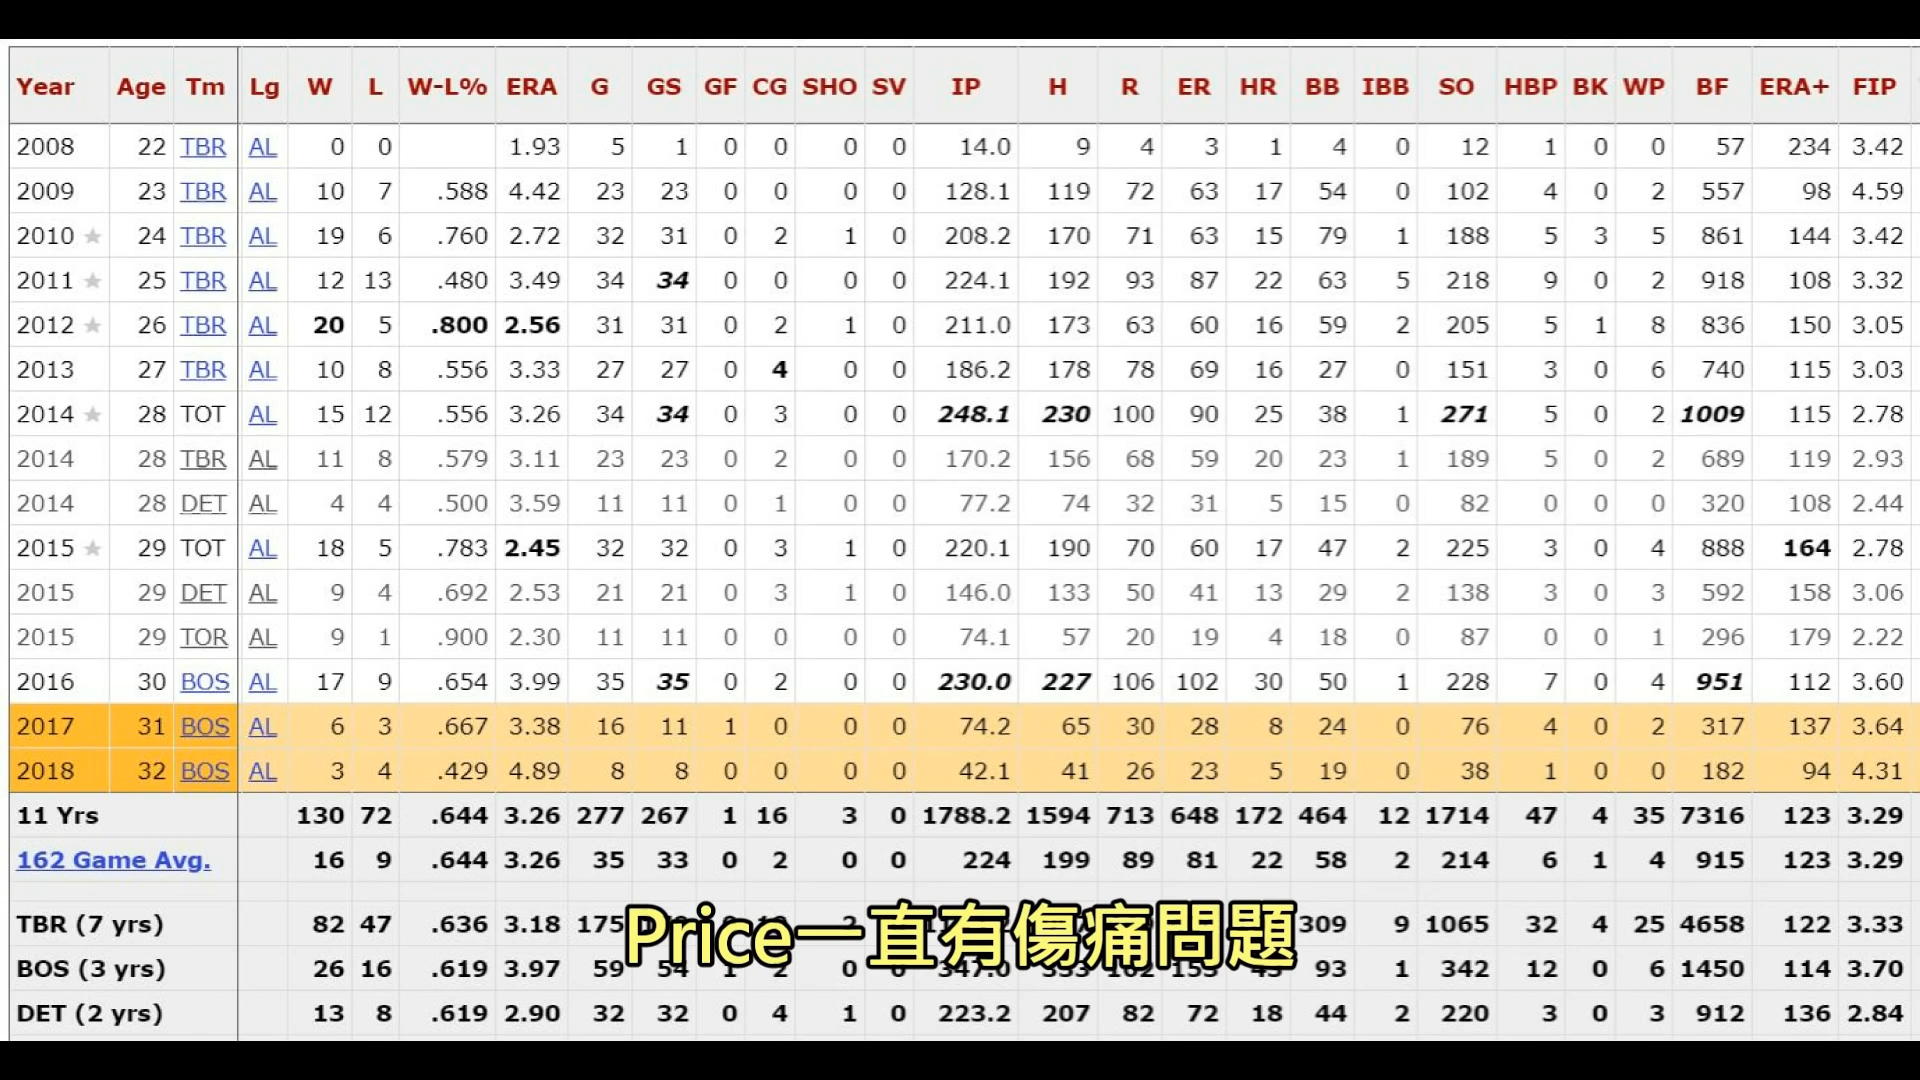 Year Age Tm Lg W L W-L% ERA G GS GF CG SHO SV IP H R ER HR BB IBB SO HBP BK WP BF ERA+ FIP
2008 22 TBR AL 0 0 1.93 5 1 0 0 0 0 14.0 9 4 3 1 4 0 12 1 0 0 57 234 3.42
2009 23 TBR AL 10 7 .588 4.42 23 23 0 0 0 0 128.1 119 72 63 17 54 0 102 4 0 2 557 98 4.59
2010 ★ 24 TBR AL 19 6 .760 2.72 32 31 0 2 1 0 208.2 170 71 63 15 79 1 188 5 3 5 861 144 3.42
2011 ★ 25 TBR AL 12 13 .480 3.49 34 34 0 0 0 0 224.1 192 93 87 22 63 5 218 9 0 2 918 108 3.32
2012 ★ 26 TBR AL 20 5 .800 2.56 31 31 0 2 1 0 211.0 173 63 60 16 59 2 205 5 1 8 836 150 3.05
2013 27 TBR AL 10 8 .556 3.33 27 27 0 4 0 0 186.2 178 78 69 16 27 0 151 3 0 6 740 115 3.03
2014 ★ 28 TOT AL 15 12 .556 3.26 34 34 0 3 0 0 248.1 230 100 90 25 38 1 271 5 0 2 1009 115 2.78
2014 28 TBR AL 11 8 .579 3.11 23 23 0 2 0 0 170.2 156 68 59 20 23 1 189 5 0 2 689 119 2.93
2014 28 DET AL 4 4 .500 3.59 11 11 0 1 0 0 77.2 74 32 31 5 15 0 82 0 0 0 320 108 2.44
2015 ★ 29 TOT AL 18 5 .783 2.45 32 32 0 3 1 0 220.1 190 70 60 17 47 2 225 3 0 4 888 164 2.78
2015 29 DET AL 9 4 .692 2.53 21 21 0 3 1 0 146.0 133 50 41 13 29 2 138 3 0 3 592 158 3.06
2015 29 TOR AL 9 1 .900 2.30 11 11 0 0 0 0 74.1 57 20 19 4 18 0 87 0 0 1 296 179 2.22
2016 30 BOS AL 17 9 .654 3.99 35 35 0 2 0 0 230.0 227 106 102 30 50 1 228 7 0 4 951 112 3.60
2017 31 BOS AL 6 3 .667 3.38 16 11 1 0 0 0 74.2 65 30 28 8 24 0 76 4 0 2 317 137 3.64
2018 32 BOS AL 3 4 .429 4.89 8 8 0 0 0 0 42.1 41 26 23 5 19 0 38 1 0 0 182 94 4.31
11 Yrs 130 72 .644 3.26 277 267 1 16 3 0 1788.2 1594 713 648 172 464 12 1714 47 4 35 7316 123 3.29
162 Game Avg. 16 9 .644 3.26 35 33 0 2 0 0 224 199 89 81 22 58 2 214 6 1 4 915 123 3.29
TBR (7 yrs) 82 47 .636 3.18 175 309 9 1065 32 4 25 4658 122 3.33
Price一直有傷痛問題
BOS (3 yrs) 26 16 .619 3.97 59 54 1 2 0 347.0 93 1 342 12 0 6 1450 114 3.70
DET (2 yrs) 13 8 .619 2.90 32 32 0 4 1 0 223.2 207 82 72 18 44 2 220 3 0 3 912 136 2.84